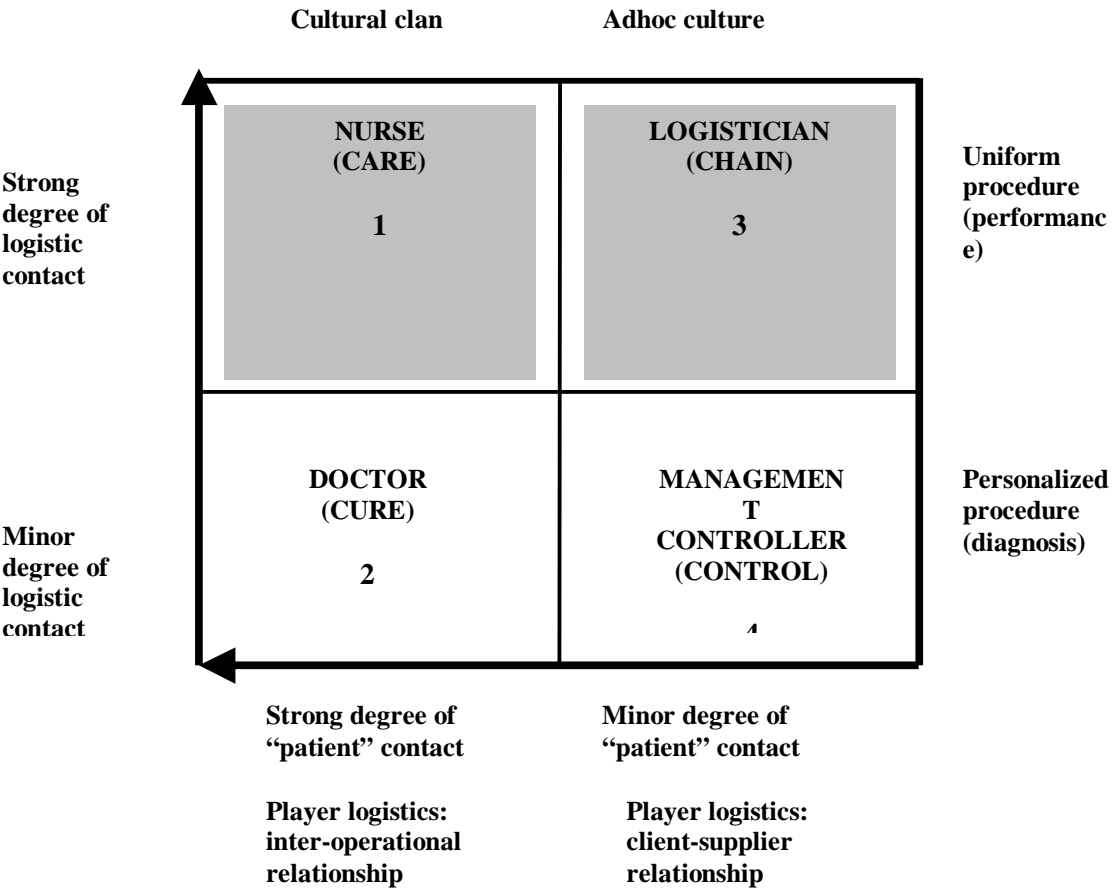 Cultural clan
Adhoc culture
NURSE
(CARE)
1
LOGISTICIAN
(CHAIN)
3
Strong
degree of
logistic
contact
Uniform
procedure
(performanc
e)
DOCTOR
(CURE)
2
MANAGEMEN
T
CONTROLLER
(CONTROL)
4
Minor
degree of
logistic
contact
Personalized
procedure
(diagnosis)
Strong degree of
“patient” contact
Minor degree of
“patient” contact
Player logistics:
inter-operational
relationship
Player logistics:
client-supplier
relationship